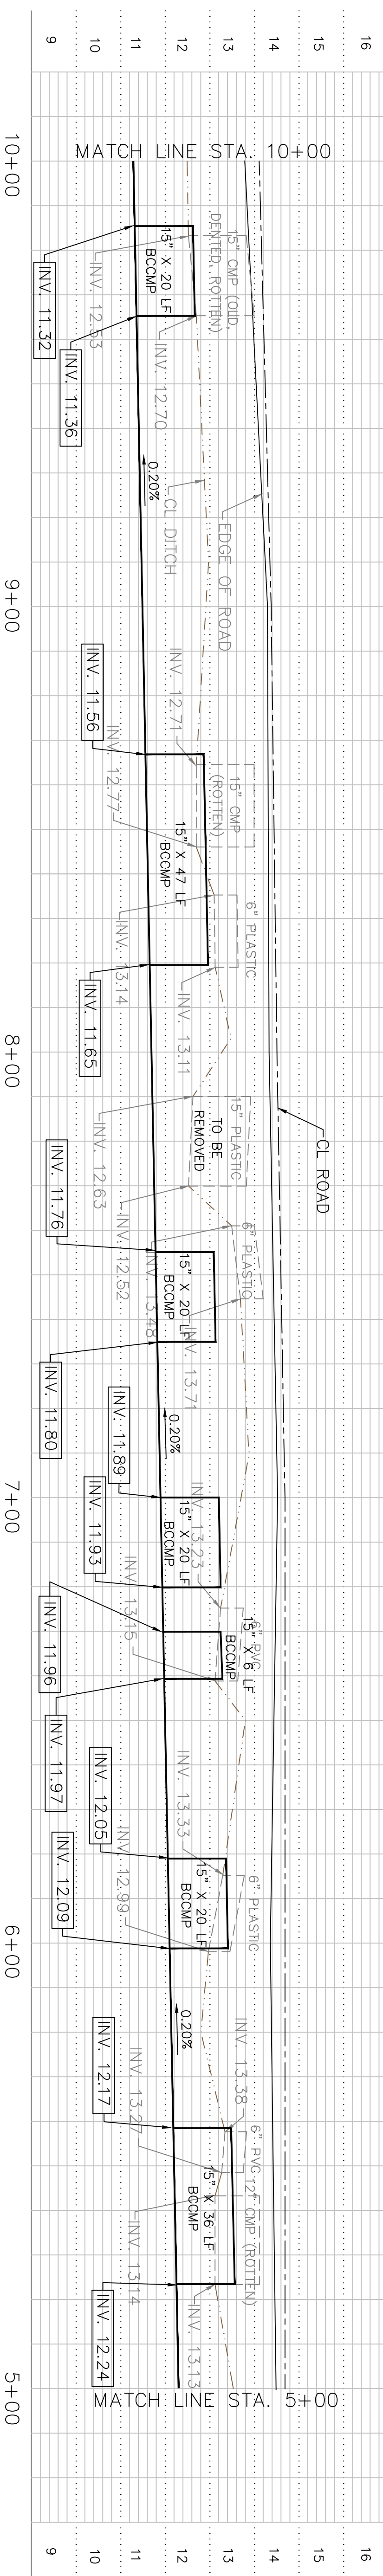 16
15
14
13
12
11
10
9
MATCH LINE STA. 10+00
10+00
15" CMP (OLD,
DENTED, ROTTEN)
15" X 20 LF
BCCMP
INV. 12.53
INV. 12.70
INV. 11.32
INV. 11.36
0.20%
CL DITCH
EDGE OF ROAD
9+00
INV. 12.71
INV. 11.56
INV. 12.77
15" CMP
(ROTTEN)
15" X 47 LF
BCCMP
6" PLASTIC
INV. 13.14
INV. 13.11
INV. 11.65
8+00
CL ROAD
15" PLASTIC
TO BE
REMOVED
INV. 12.63
INV. 12.52
INV. 11.76
6" PLASTIC
15" X 20 LF
BCCMP
INV. 13.48
INV. 13.71
INV. 11.80
0.20%
INV. 11.89
7+00
INV. 13.23
15" X 20 LF
BCCMP
INV. 11.93
INV. 13.15
6" PVC
15" X 6 LF
BCCMP
INV. 11.96
INV. 11.97
INV. 13.33
INV. 12.05
INV. 12.99
6" PLASTIC
15" X 20 LF
BCCMP
INV. 12.09
6+00
0.20%
INV. 13.38
INV. 12.17
INV. 13.27
6" PVC
12" CMP (ROTTEN)
15" X 36 LF
BCCMP
INV. 13.14
INV. 13.13
INV. 12.24
MATCH LINE STA. 5+00
5+00
16
15
14
13
12
11
10
9